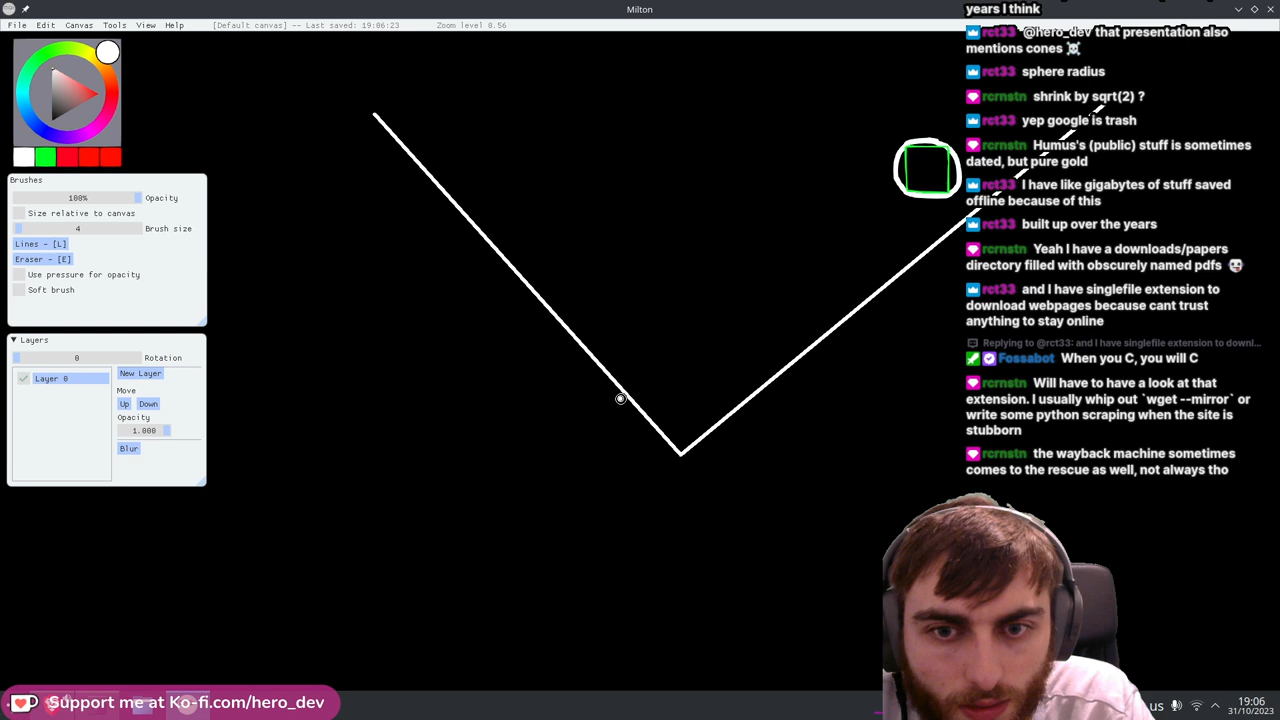 Milton
years I think
File Edit Canvas Tools View Help
[Default canvas] -- Last saved: 19:06:23
Zoom level 8.56
Brushes
100% Opacity
Size relative to canvas
4 Brush size
Lines - [L]
Eraser - [E]
Use pressure for opacity
Soft brush
Layers
0 Rotation
Layer 0
New Layer
Move
Up Down
Opacity
1.000
Blur
rct33 @hero_dev that presentation also
mentions cones
rct33 sphere radius
rcrnstn shrink by sqrt(2) ?
rct33 yep google is trash
rcrnstn Humus's (public) stuff is sometimes
dated, but pure gold
rct33 I have like gigabytes of stuff saved
offline because of this
rct33 built up over the years
rcrnstn Yeah I have a downloads/papers
directory filled with obscurely named pdfs
rct33 and I have singlefile extension to
download webpages because cant trust
anything to stay online
Replying to @rct33: and I have singlefile extension to downl...
Fossabot When you C, you will C
rcrnstn Will have to have a look at that
extension. I usually whip out `wget --mirror` or
write some python scraping when the site is
stubborn
rcrnstn the wayback machine sometimes
comes to the rescue as well, not always tho
Support me at Ko-fi.com/hero_dev
us
19:06
31/10/2023